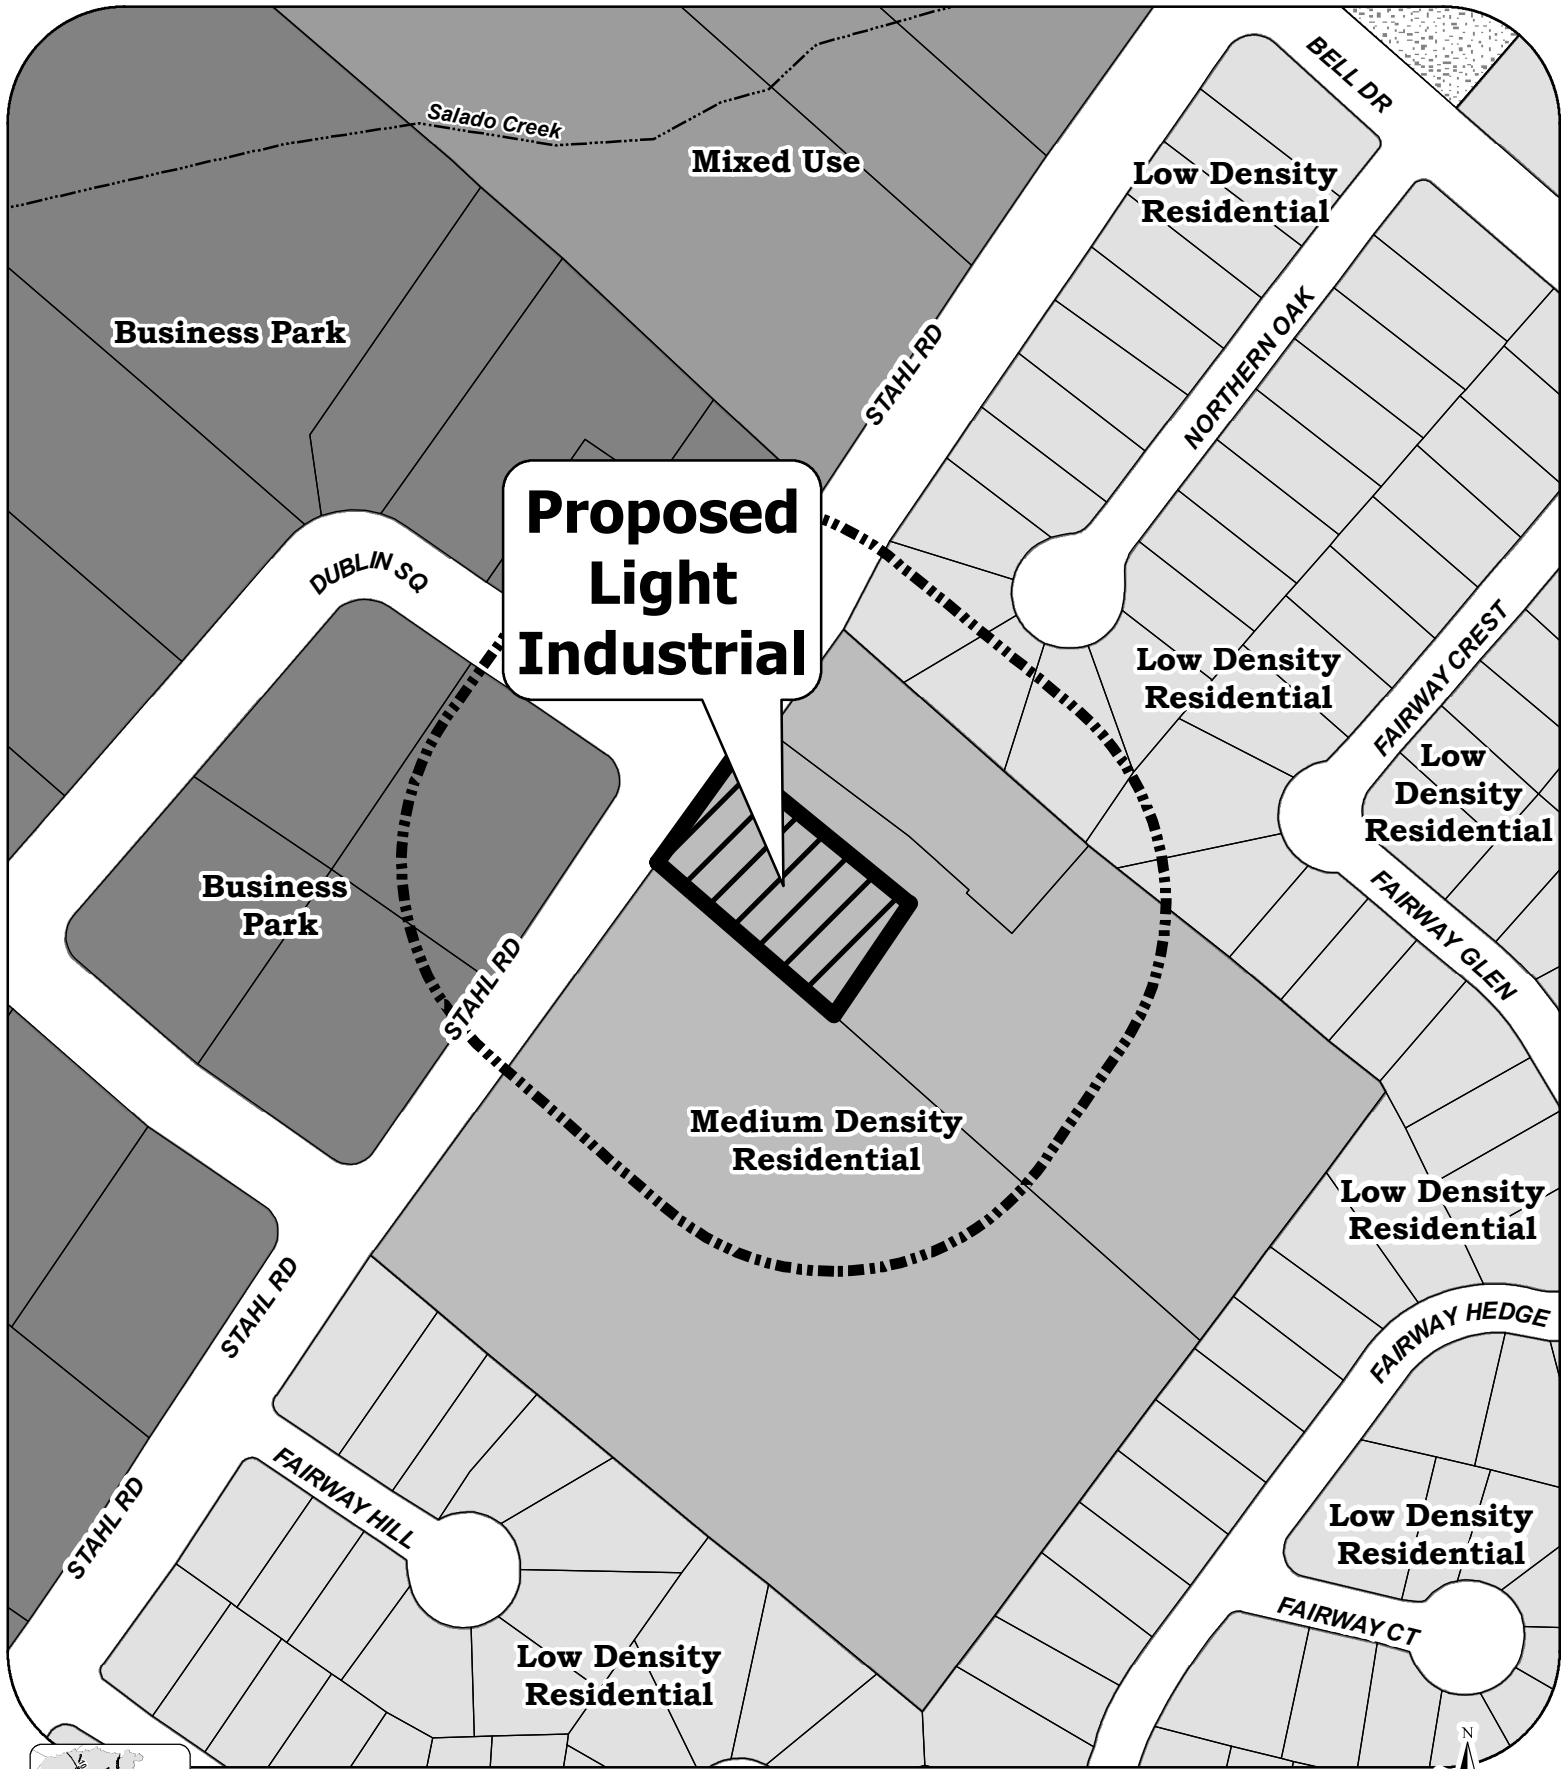 BELL DR
Salado Creek
Mixed Use
Low Density
Residential
Business Park
STAHL RD
NORTHERN OAK
Proposed
Light
Industrial
DUBLIN SQ
Low Density
Residential
FAIRWAY CREST
Low
Density
Residential
Business
Park
FAIRWAY GLEN
STAHL RD
Medium Density
Residential
Low Density
Residential
STAHL RD
FAIRWAY HEDGE
FAIRWAY HILL
STAHL RD
Low Density
Residential
FAIRWAY CT
Low Density
Residential
N